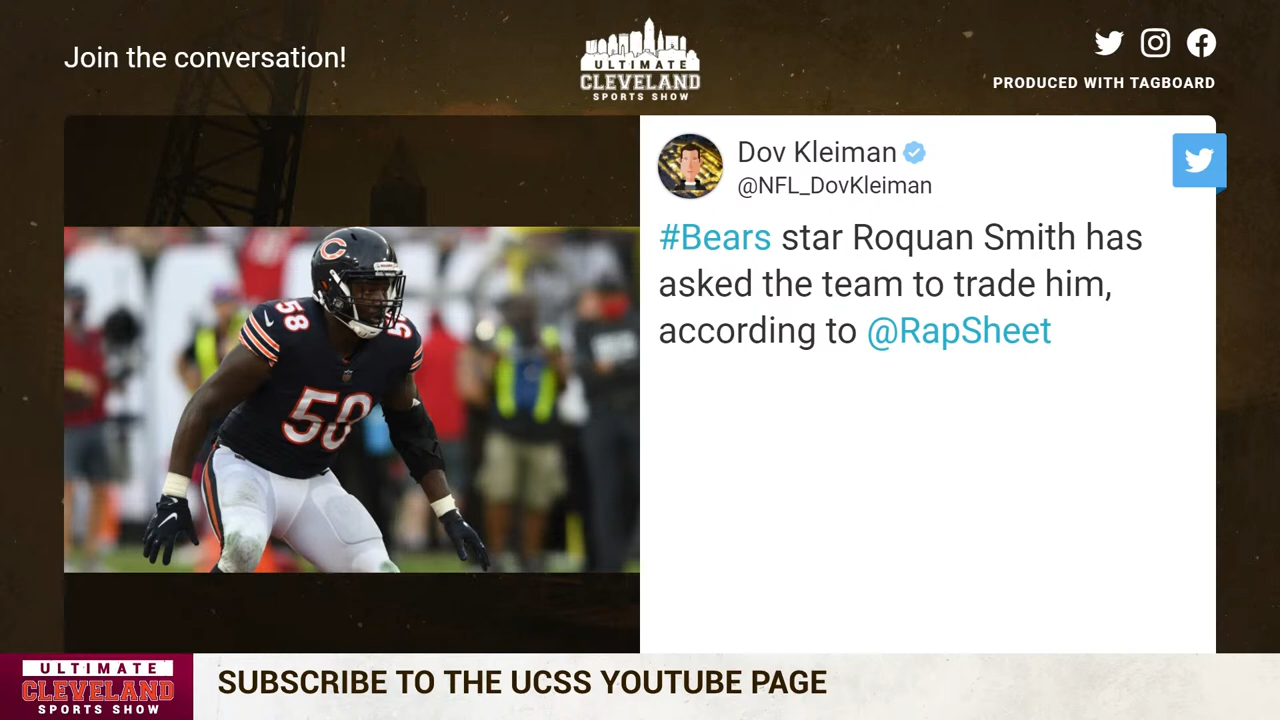 Join the conversation!
ULTIMATE
CLEVELAND
SPORTS SHOW
PRODUCED WITH TAGBOARD
Dov Kleiman
@NFL_DovKleiman
#Bears star Roquan Smith has
asked the team to trade him,
according to @RapSheet
58
58
ULTIMATE
CLEVELAND
SPORTS SHOW
SUBSCRIBE TO THE UCSS YOUTUBE PAGE